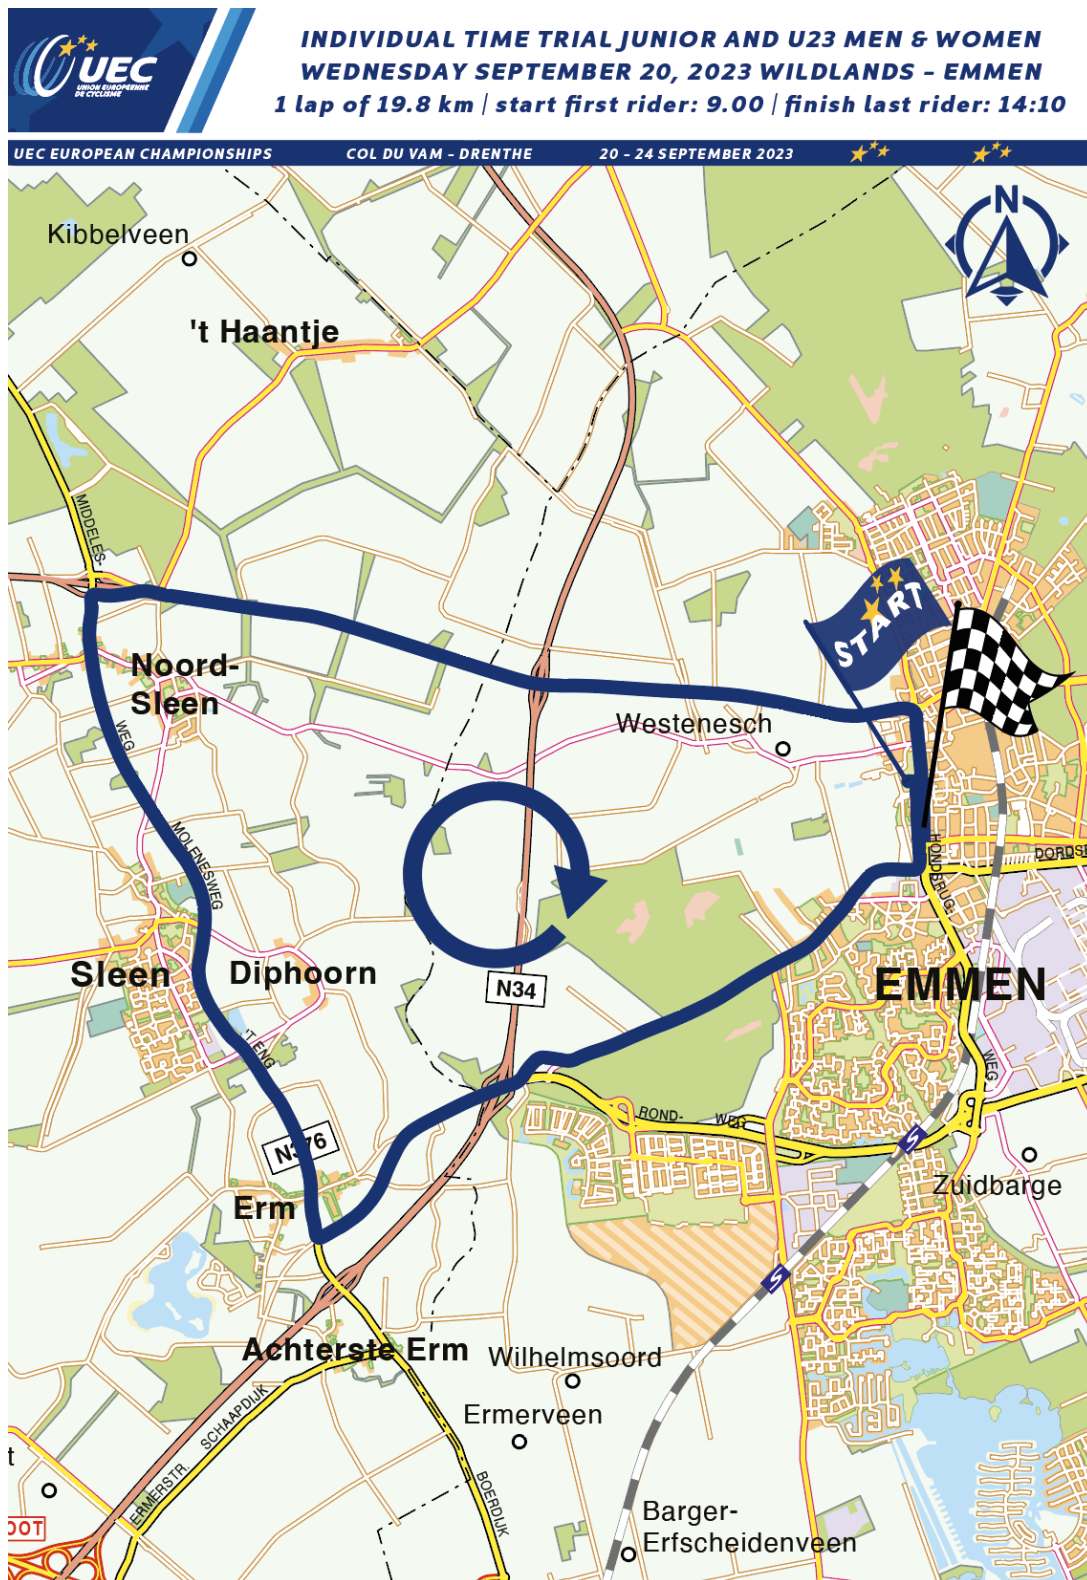 INDIVIDUAL TIME TRIAL JUNIOR AND U23 MEN & WOMEN
WEDNESDAY SEPTEMBER 20, 2023 WILDLANDS – EMMEN
1 lap of 19.8 km | start first rider: 9.00 | finish last rider: 14:10
UEC
UNION EUROPÉENNE
DE CYCLISME
UEC EUROPEAN CHAMPIONSHIPS COL DU VAM – DRENTHE 20 – 24 SEPTEMBER 2023
N
Kibbelveen
't Haantje
MIDDELES-
START
Noord-
Sleen
WEG
Westenesch
MOLENESWEG
HONDSRUG-
DORDSE
Sleen
Diphoorn
N34
EMMEN
'T ENG
WEG
ROND-
WEG
N376
Zuidbarge
Erm
Achterste Erm
Wilhelmsoord
Ermerveen
SCHAAPDIJK
ERMERSTR.
BOERDIJK
t
OOT
Barger-
Erfscheidenveen